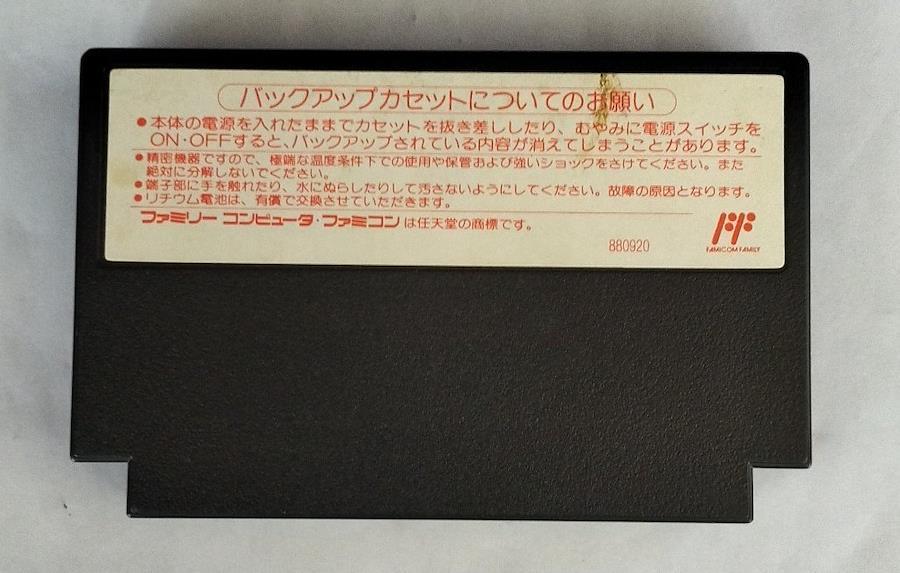 バックアップカセットについてのお願い
●本体の電源を入れたままでカセットを抜き差ししたり、むやみに電源スイッチを
ON・OFFすると、バックアップされている内容が消えてしまうことがあります。
●精密機器ですので、極端な温度条件下での使用や保管および強いショックをさけてください。また
絶対に分解しないでください。
●端子部に手を触れたり、水にぬらしたりして汚さないようにしてください。故障の原因となります。
●リチウム電池は、有償で交換させていただきます。
ファミリー コンピュータ・ファミコンは任天堂の商標です。
880920
FAMICOM FAMILY